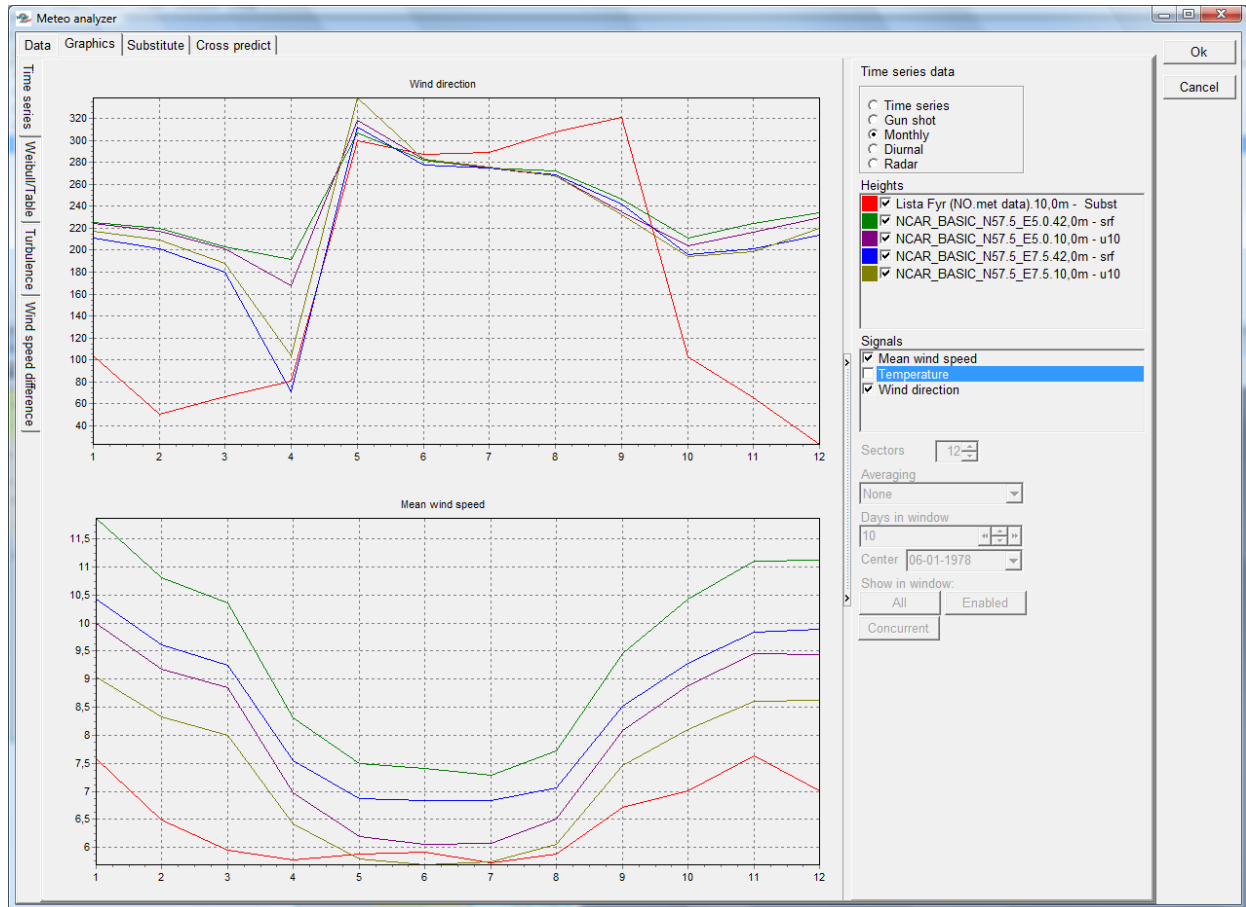 Meteo analyzer
Data Graphics Substitute Cross predict
Ok
Cancel
Time series
Weibull/Table
Turbulence
Wind speed difference
Wind direction
320
300
280
260
240
220
200
180
160
140
120
100
80
60
40
1 2 3 4 5 6 7 8 9 10 11 12
Mean wind speed
11,5
11
10,5
10
9,5
9
8,5
8
7,5
7
6,5
6
1 2 3 4 5 6 7 8 9 10 11 12
Time series data
Time series
Gun shot
Monthly
Diurnal
Radar
Heights
Lista Fyr (NO.met data).10,0m - Subst
NCAR_BASIC_N57.5_E5.0.42,0m - srf
NCAR_BASIC_N57.5_E5.0.10,0m - u10
NCAR_BASIC_N57.5_E7.5.42,0m - srf
NCAR_BASIC_N57.5_E7.5.10,0m - u10
Signals
Mean wind speed
Temperature
Wind direction
Sectors 12
Averaging
None
Days in window
10
Center 06-01-1978
Show in window:
All Enabled
Concurrent